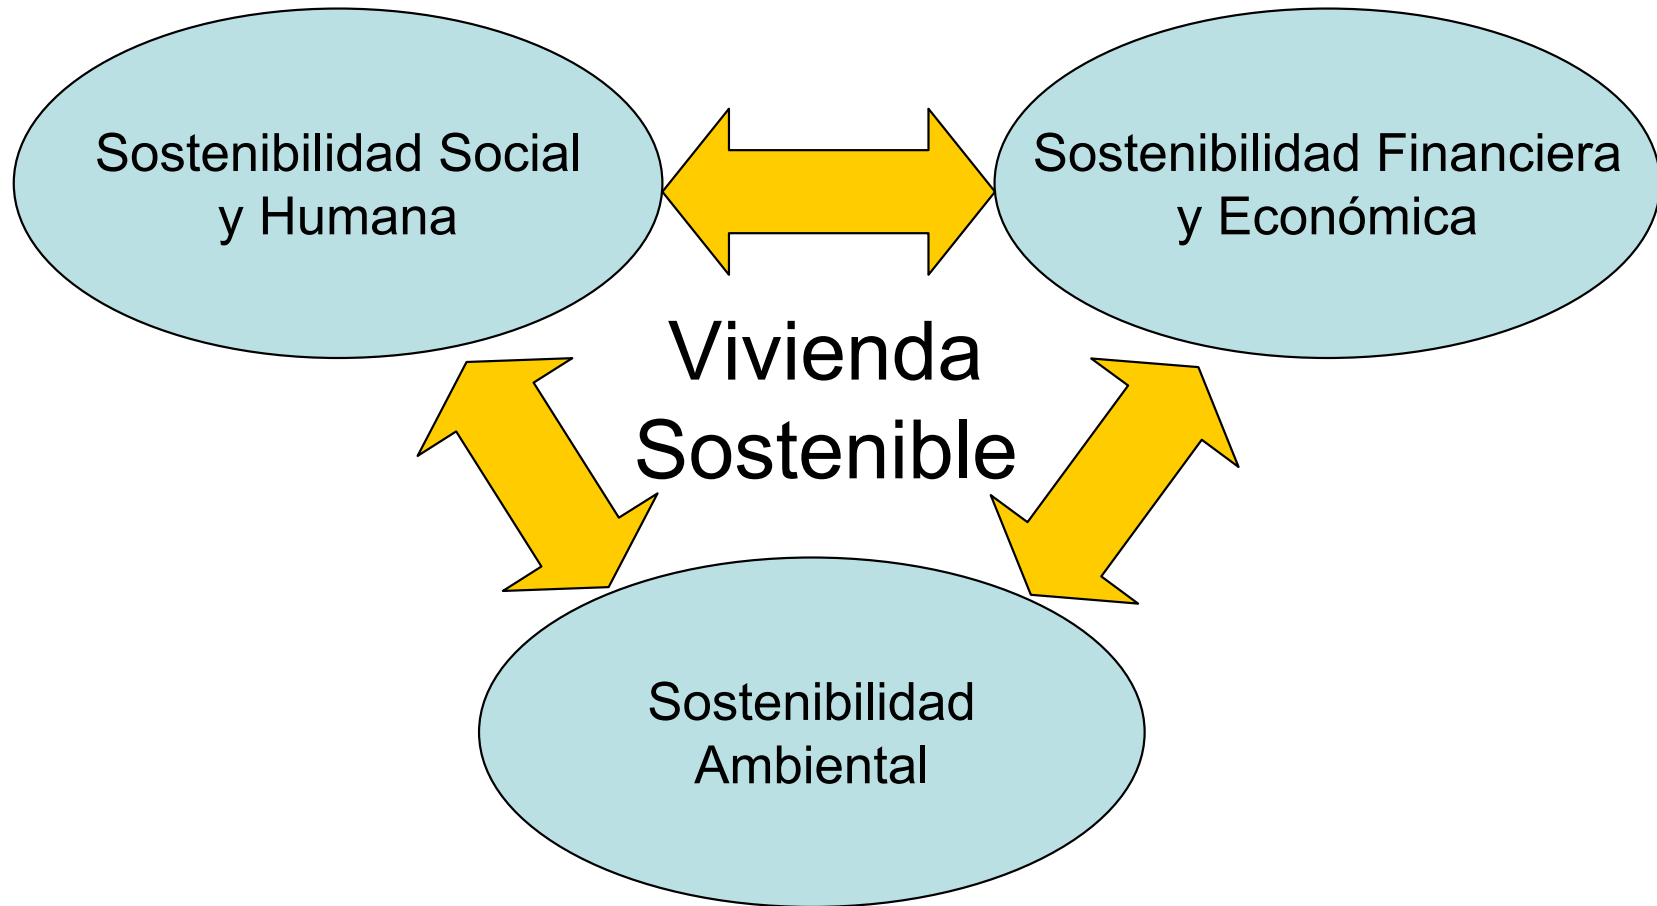 Sostenibilidad Social
y Humana
Sostenibilidad Financiera
y Económica
Vivienda
Sostenible
Sostenibilidad
Ambiental